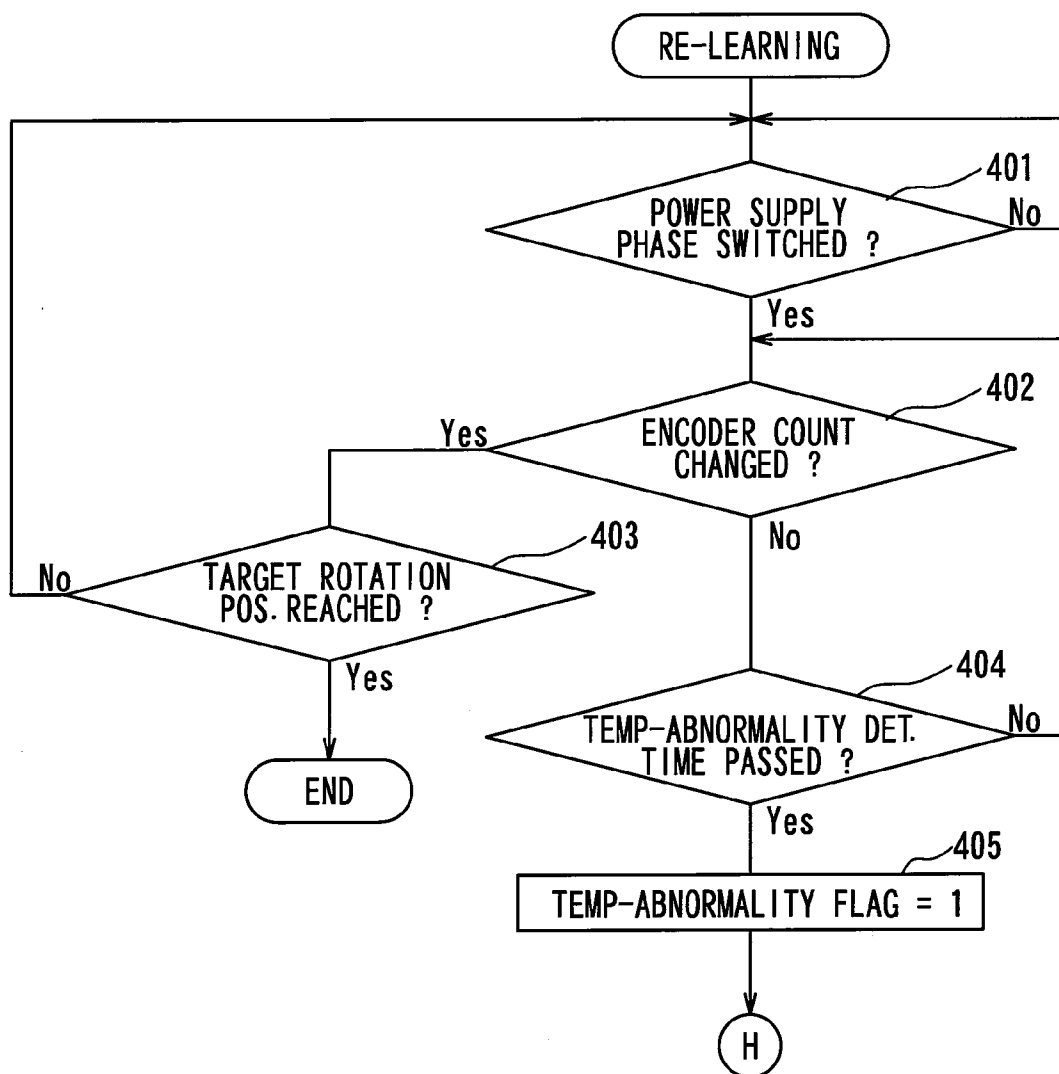 RE-LEARNING
401
POWER SUPPLY
PHASE SWITCHED ?
No
Yes
402
ENCODER COUNT
CHANGED ?
Yes
No
403
TARGET ROTATION
POS. REACHED ?
No
Yes
END
404
TEMP-ABNORMALITY DET.
TIME PASSED ?
No
Yes
405
TEMP-ABNORMALITY FLAG = 1
H